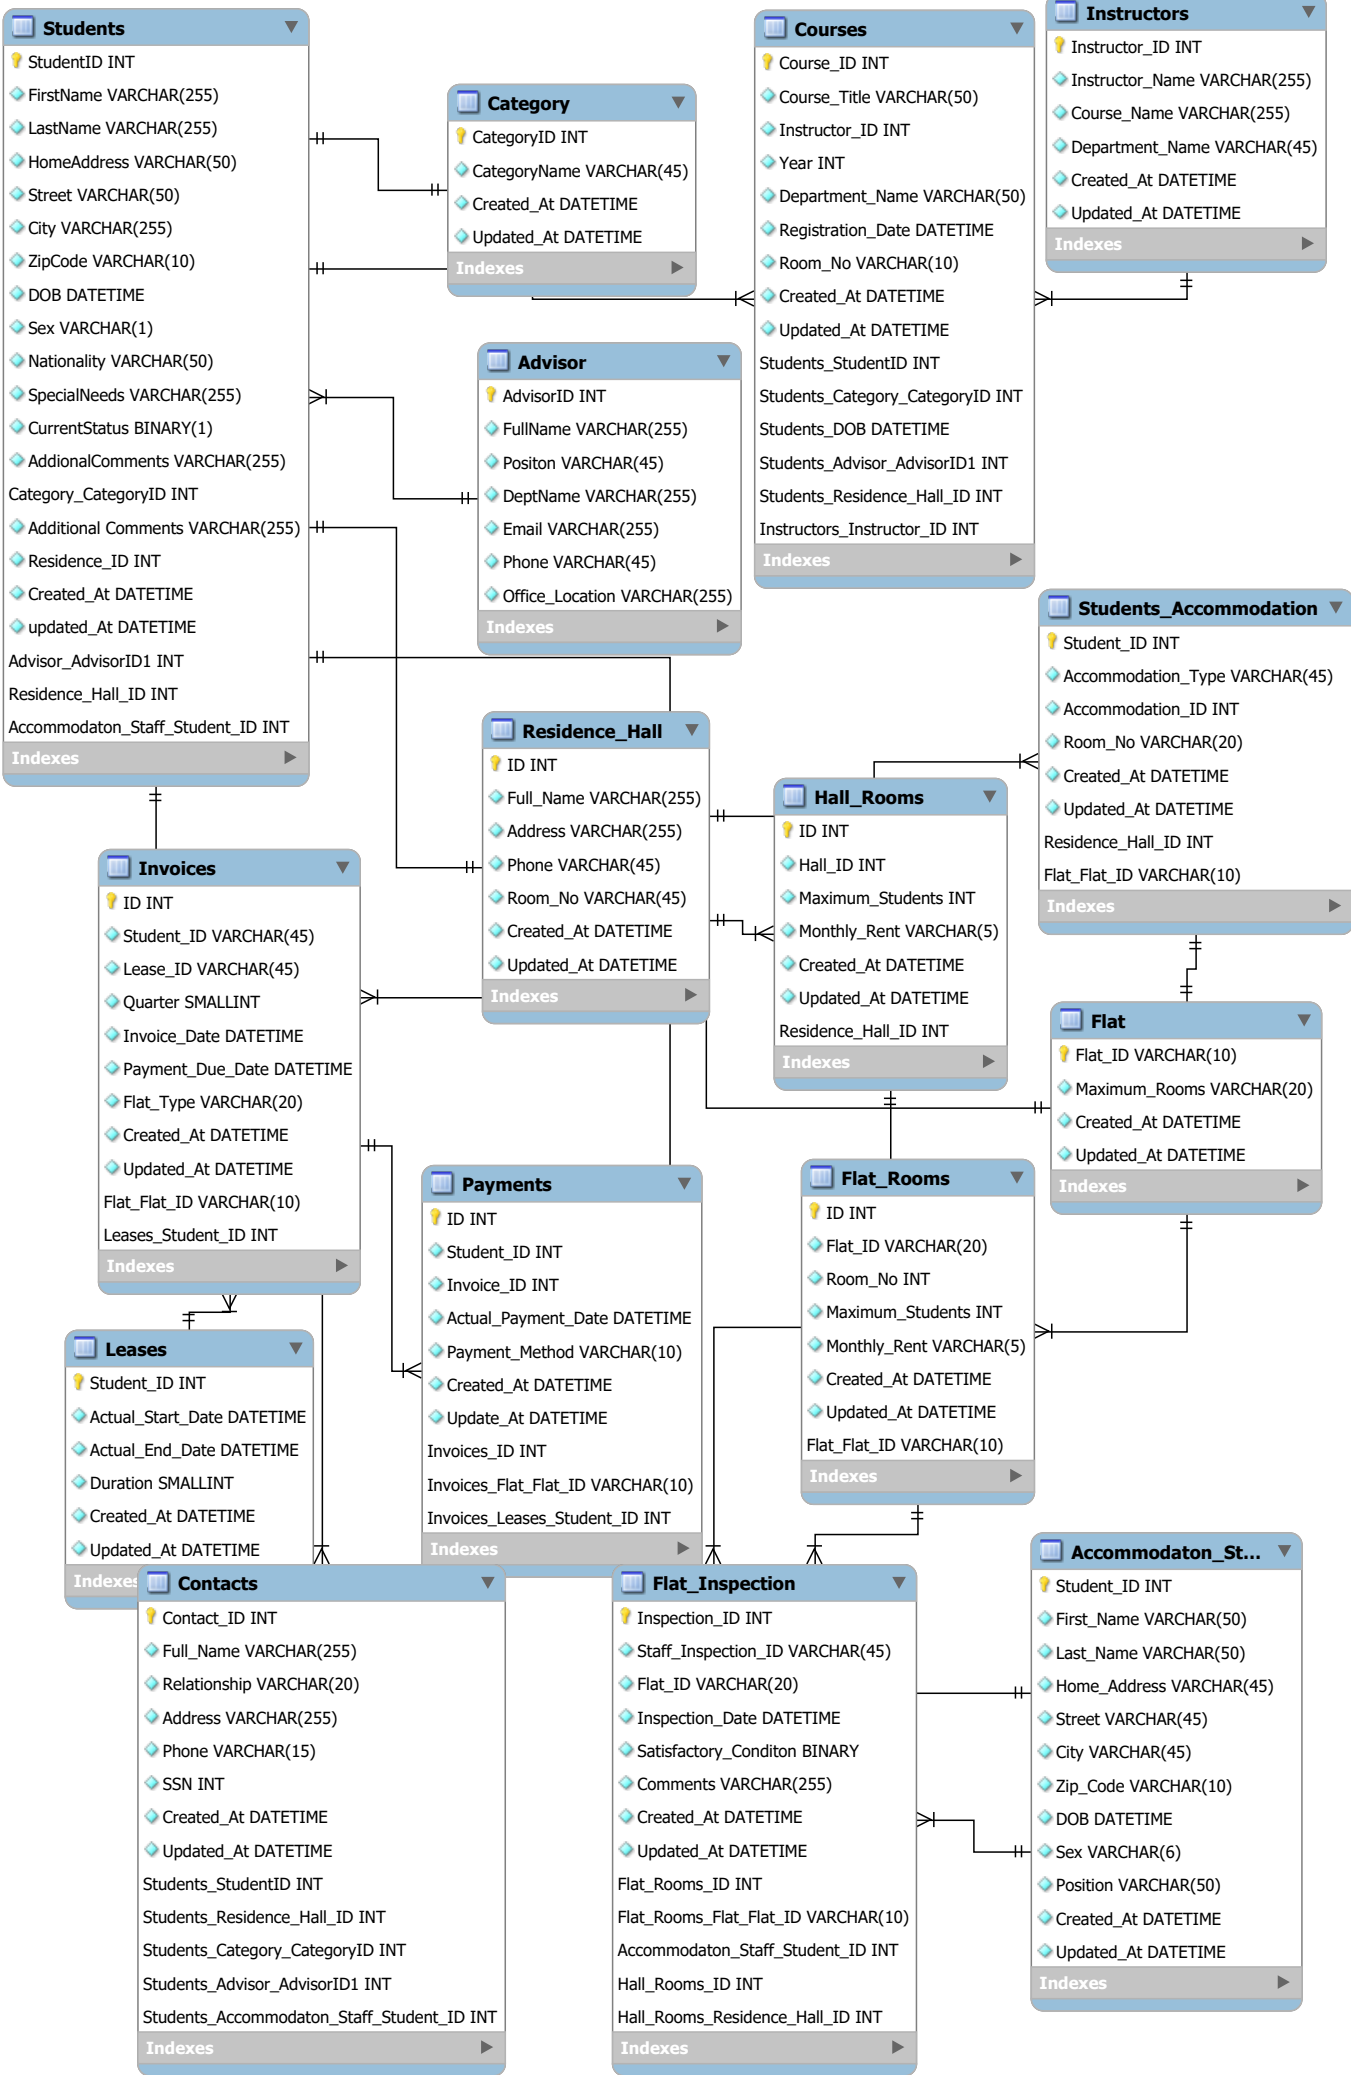 Students
StudentID INT
FirstName VARCHAR(255)
LastName VARCHAR(255)
HomeAddress VARCHAR(50)
Street VARCHAR(50)
City VARCHAR(255)
ZipCode VARCHAR(10)
DOB DATETIME
Sex VARCHAR(1)
Nationality VARCHAR(50)
SpecialNeeds VARCHAR(255)
CurrentStatus BINARY(1)
AddionalComments VARCHAR(255)
Category_CategoryID INT
Additional Comments VARCHAR(255)
Residence_ID INT
Created_At DATETIME
updated_At DATETIME
Advisor_AdvisorID1 INT
Residence_Hall_ID INT
Accommodaton_Staff_Student_ID INT
Indexes
Category
CategoryID INT
CategoryName VARCHAR(45)
Created_At DATETIME
Updated_At DATETIME
Indexes
Courses
Course_ID INT
Course_Title VARCHAR(50)
Instructor_ID INT
Year INT
Department_Name VARCHAR(50)
Registration_Date DATETIME
Room_No VARCHAR(10)
Created_At DATETIME
Updated_At DATETIME
Students_StudentID INT
Students_Category_CategoryID INT
Students_DOB DATETIME
Students_Advisor_AdvisorID1 INT
Students_Residence_Hall_ID INT
Instructors_Instructor_ID INT
Indexes
Instructors
Instructor_ID INT
Instructor_Name VARCHAR(255)
Course_Name VARCHAR(255)
Department_Name VARCHAR(45)
Created_At DATETIME
Updated_At DATETIME
Indexes
Advisor
AdvisorID INT
FullName VARCHAR(255)
Positon VARCHAR(45)
DeptName VARCHAR(255)
Email VARCHAR(255)
Phone VARCHAR(45)
Office_Location VARCHAR(255)
Indexes
Students_Accommodation
Student_ID INT
Accommodation_Type VARCHAR(45)
Accommodation_ID INT
Room_No VARCHAR(20)
Created_At DATETIME
Updated_At DATETIME
Residence_Hall_ID INT
Flat_Flat_ID VARCHAR(10)
Indexes
Residence_Hall
ID INT
Full_Name VARCHAR(255)
Address VARCHAR(255)
Phone VARCHAR(45)
Room_No VARCHAR(45)
Created_At DATETIME
Updated_At DATETIME
Indexes
Hall_Rooms
ID INT
Hall_ID INT
Maximum_Students INT
Monthly_Rent VARCHAR(5)
Created_At DATETIME
Updated_At DATETIME
Residence_Hall_ID INT
Indexes
Invoices
ID INT
Student_ID VARCHAR(45)
Lease_ID VARCHAR(45)
Quarter SMALLINT
Invoice_Date DATETIME
Payment_Due_Date DATETIME
Flat_Type VARCHAR(20)
Created_At DATETIME
Updated_At DATETIME
Flat_Flat_ID VARCHAR(10)
Leases_Student_ID INT
Indexes
Flat
Flat_ID VARCHAR(10)
Maximum_Rooms VARCHAR(20)
Created_At DATETIME
Updated_At DATETIME
Indexes
Payments
ID INT
Student_ID INT
Invoice_ID INT
Actual_Payment_Date DATETIME
Payment_Method VARCHAR(10)
Created_At DATETIME
Update_At DATETIME
Invoices_ID INT
Invoices_Flat_Flat_ID VARCHAR(10)
Invoices_Leases_Student_ID INT
Indexes
Flat_Rooms
ID INT
Flat_ID VARCHAR(20)
Room_No INT
Maximum_Students INT
Monthly_Rent VARCHAR(5)
Created_At DATETIME
Updated_At DATETIME
Flat_Flat_ID VARCHAR(10)
Indexes
Leases
Student_ID INT
Actual_Start_Date DATETIME
Actual_End_Date DATETIME
Duration SMALLINT
Created_At DATETIME
Updated_At DATETIME
Indexes
Contacts
Contact_ID INT
Full_Name VARCHAR(255)
Relationship VARCHAR(20)
Address VARCHAR(255)
Phone VARCHAR(15)
SSN INT
Created_At DATETIME
Updated_At DATETIME
Students_StudentID INT
Students_Residence_Hall_ID INT
Students_Category_CategoryID INT
Students_Advisor_AdvisorID1 INT
Students_Accommodaton_Staff_Student_ID INT
Indexes
Flat_Inspection
Inspection_ID INT
Staff_Inspection_ID VARCHAR(45)
Flat_ID VARCHAR(20)
Inspection_Date DATETIME
Satisfactory_Conditon BINARY
Comments VARCHAR(255)
Created_At DATETIME
Updated_At DATETIME
Flat_Rooms_ID INT
Flat_Rooms_Flat_Flat_ID VARCHAR(10)
Accommodaton_Staff_Student_ID INT
Hall_Rooms_ID INT
Hall_Rooms_Residence_Hall_ID INT
Indexes
Accommodaton_St...
Student_ID INT
First_Name VARCHAR(50)
Last_Name VARCHAR(50)
Home_Address VARCHAR(45)
Street VARCHAR(45)
City VARCHAR(45)
Zip_Code VARCHAR(10)
DOB DATETIME
Sex VARCHAR(6)
Position VARCHAR(50)
Created_At DATETIME
Updated_At DATETIME
Indexes